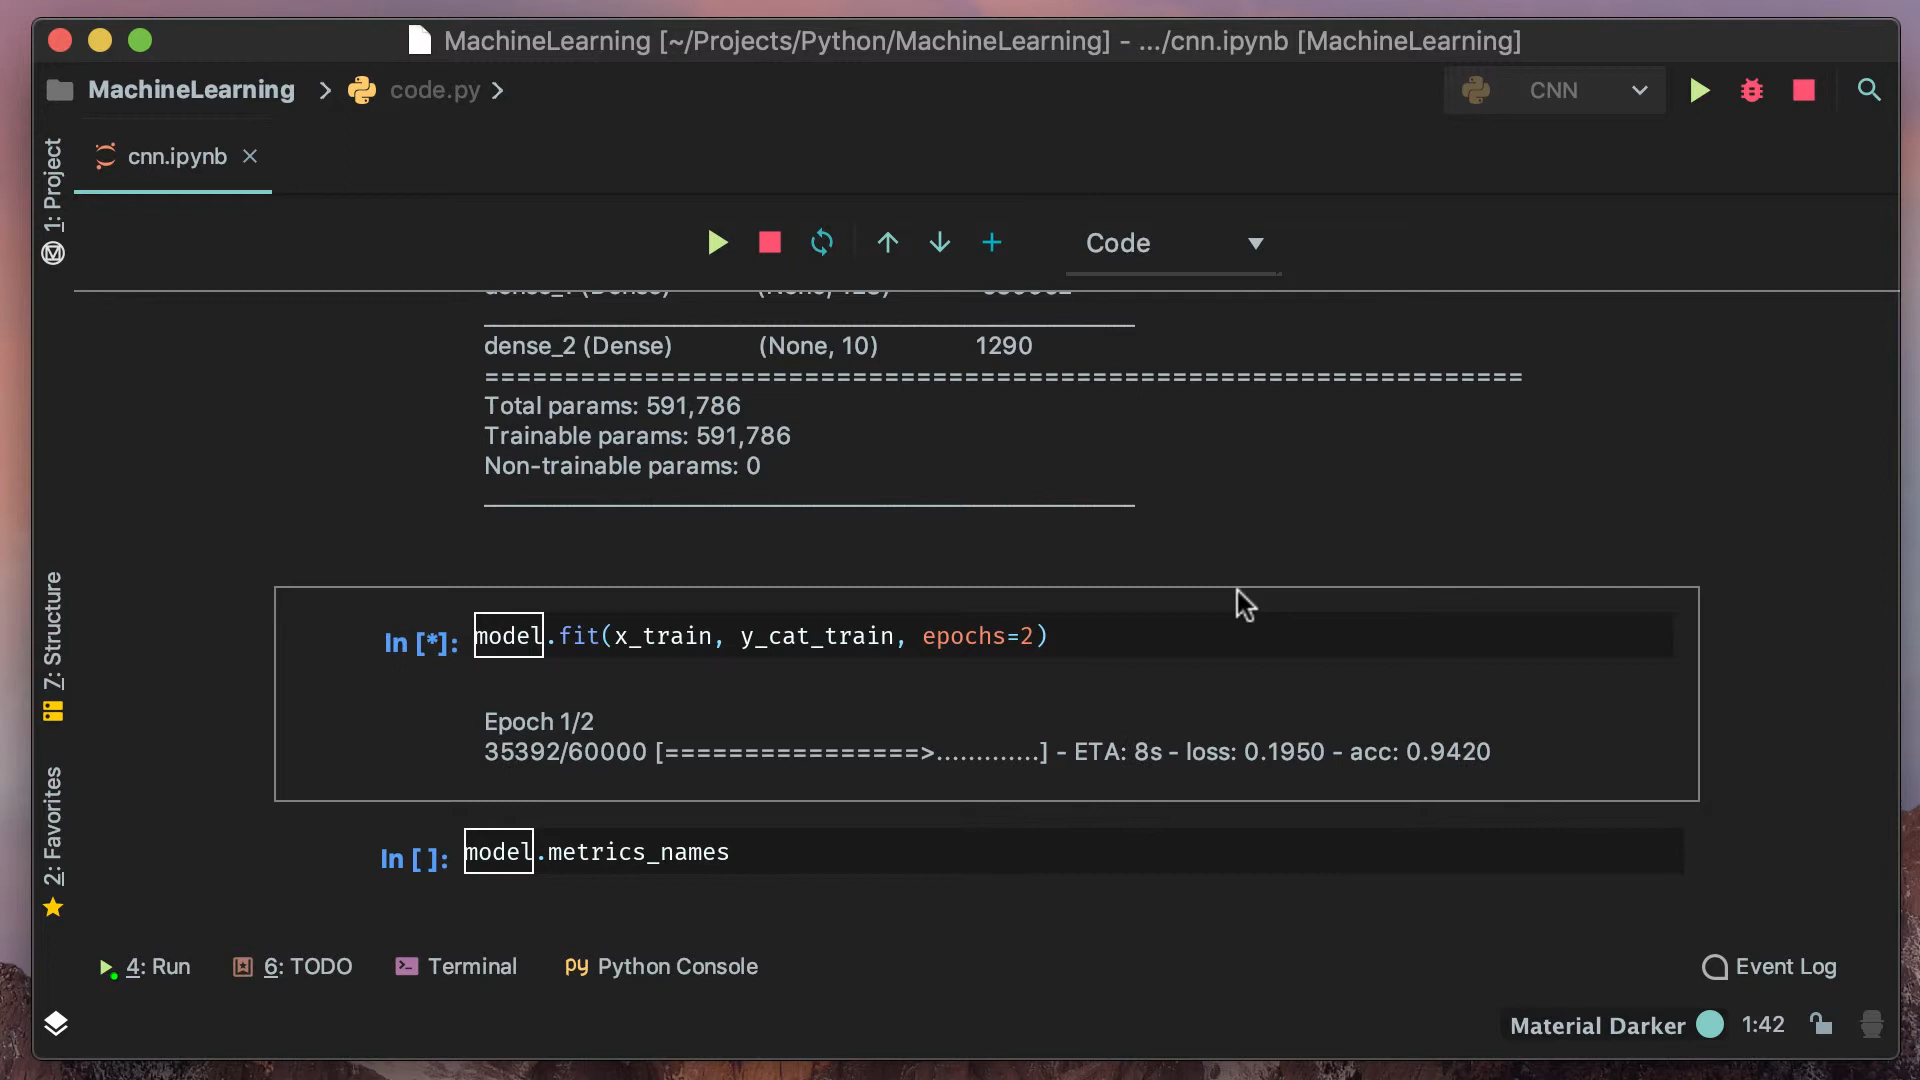 MachineLearning [~/Projects/Python/MachineLearning] - .../cnn.ipynb [MachineLearning]
MachineLearning
code.py
CNN
cnn.ipynb
1: Project
Code
dense_2 (Dense) (None, 10) 1290
=================================================================
Total params: 591,786
Trainable params: 591,786
Non-trainable params: 0
In [*]: model.fit(x_train, y_cat_train, epochs=2)
Epoch 1/2
35392/60000 [================>.............] - ETA: 8s - loss: 0.1950 - acc: 0.9420
In [ ]: model.metrics_names
7: Structure
2: Favorites
4: Run
6: TODO
Terminal
py Python Console
Event Log
Material Darker
1:42